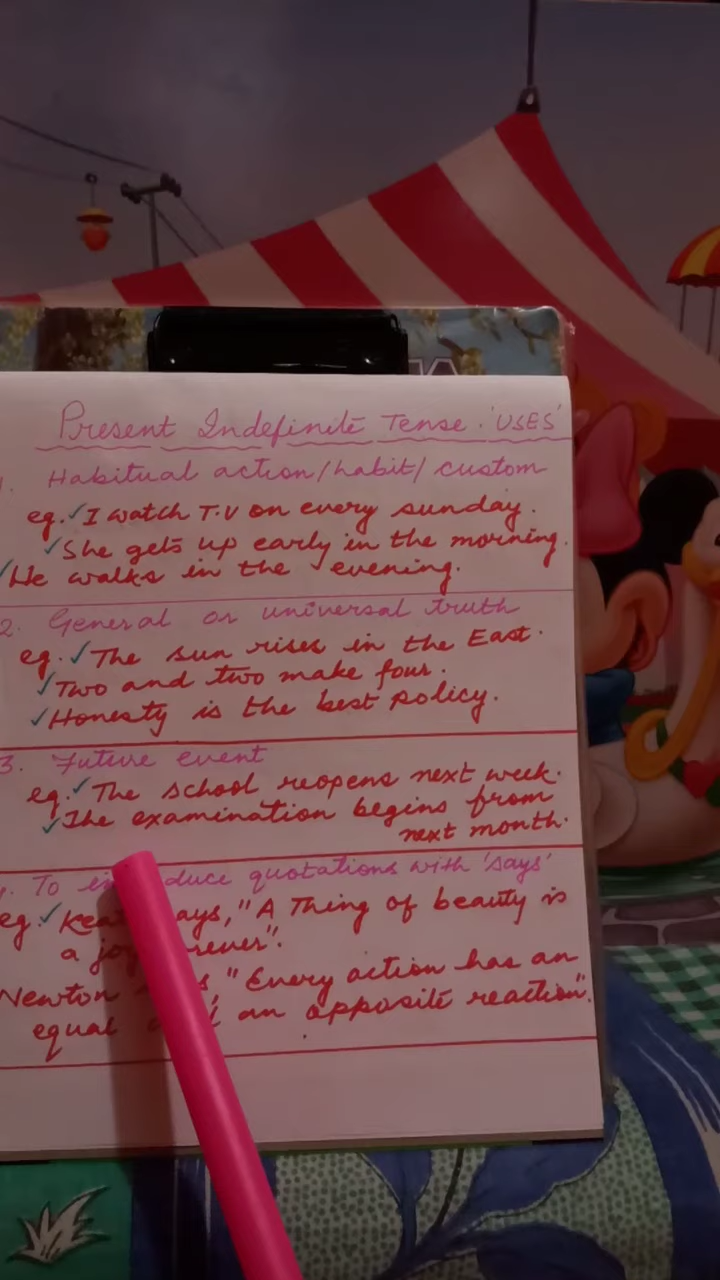 Present Indefinite Tense. 'USES'
1. Habitual action/habit/custom
eg. ✓I watch T.V on every sunday.
✓She gets up early in the morning.
✓He walks in the evening.
2. General or universal truth
eg. ✓The sun rises in the East.
✓Two and two make four.
✓Honesty is the best policy.
3. Future event
eg. ✓The school reopens next week.
✓The examination begins from
next month.
To quotations with 'says'
eg. ✓ "A Thing of beauty is
a
Newton "Every action has an
equal an opposite reaction".